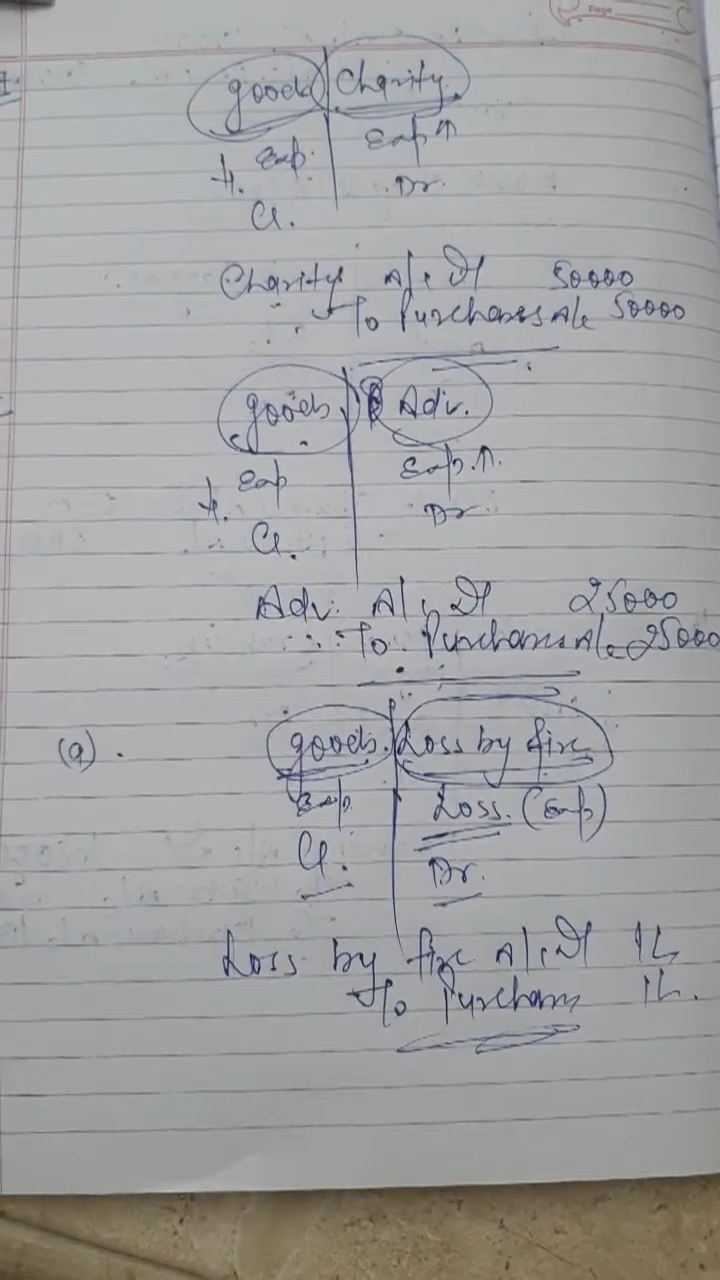 Page
goods | Charity
Exp. | Exp ↑
Cr. | Dr.
Charity A/c Dr 50000
To Purchases A/c 50000
goods | Adv.
Exp | Exp. ↑.
Cr. | Dr.
Adv. A/c Dr 25000
To Purchases A/c 25000
(a). goods. | Loss by fire
Exp. | Loss. (Exp)
Cr. | Dr.
Loss by fire A/c Dr 1L
To Purchases 1L.